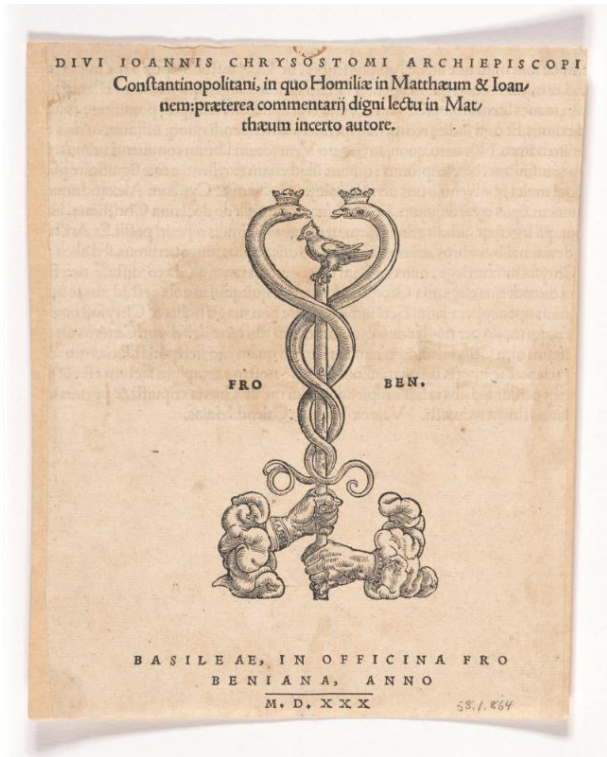 DIVI IOANNIS CHRYSOSTOMI ARCHIEPISCOPI
Conſtantinopolitani, in quo Homiliæ in Matthæum & Ioan/
nem: præterea commentarij digni lectu in Mat/
thæum incerto autore.
FRO BEN.
BASILEAE, IN OFFICINA FRO
BENIANA, ANNO
M. D. XXX
58.1.864